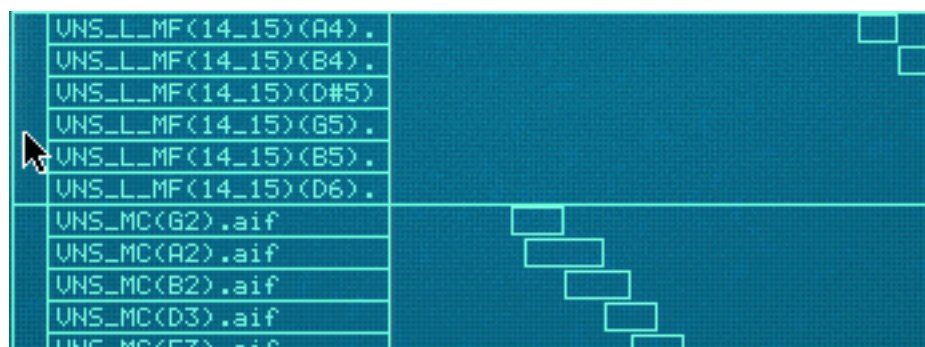 VNS_L_MF(14_15)(A4).
VNS_L_MF(14_15)(B4).
VNS_L_MF(14_15)(D#5)
VNS_L_MF(14_15)(G5).
VNS_L_MF(14_15)(B5).
VNS_L_MF(14_15)(D6).
VNS_MC(G2).aif
VNS_MC(A2).aif
VNS_MC(B2).aif
VNS_MC(D3).aif